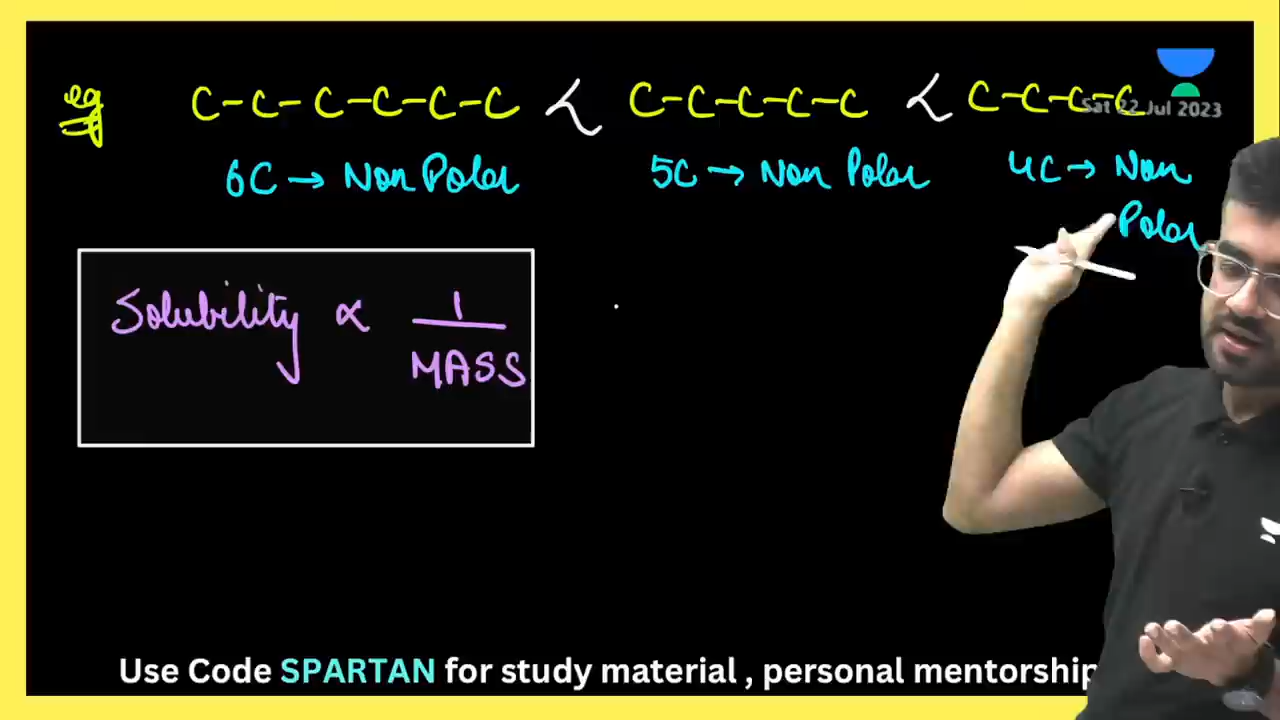 eg C-C-C-C-C-C < C-C-C-C-C < C-C-C-C
Sat 22 Jul 2023
6C → Non Polar 5C → Non Polar 4C → Non
Polar
Solubility ∝ 1
MASS
Use Code SPARTAN for study material , personal mentorship